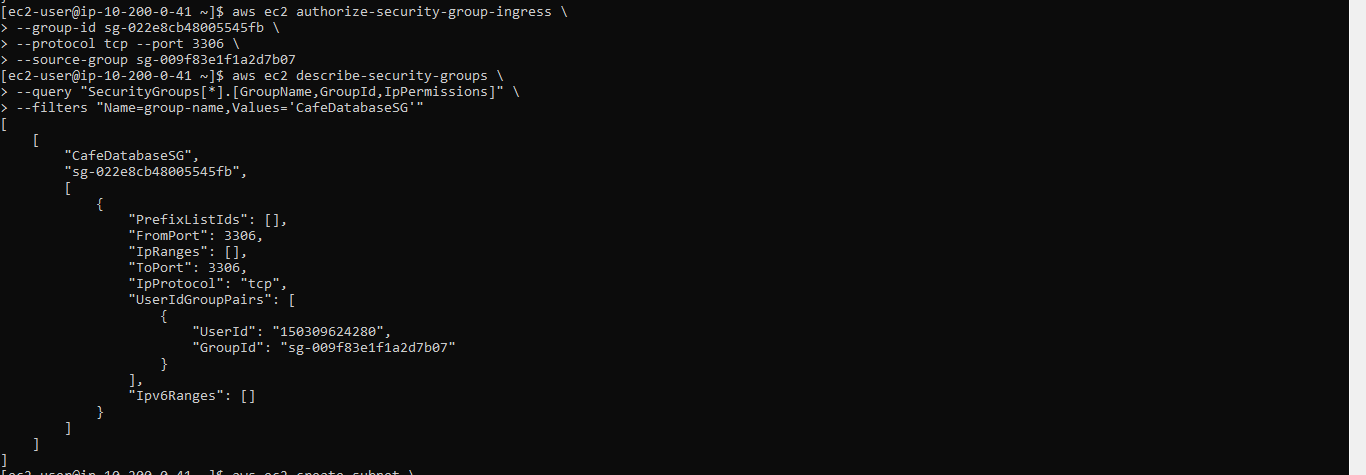 [ec2-user@ip-10-200-0-41 ~]$ aws ec2 authorize-security-group-ingress \
> --group-id sg-022e8cb48005545fb \
> --protocol tcp --port 3306 \
> --source-group sg-009f83e1f1a2d7b07
[ec2-user@ip-10-200-0-41 ~]$ aws ec2 describe-security-groups \
> --query "SecurityGroups[*].[GroupName,GroupId,IpPermissions]" \
> --filters "Name=group-name,Values='CafeDatabaseSG'"
[
    [
        "CafeDatabaseSG",
        "sg-022e8cb48005545fb",
        [
            {
                "PrefixListIds": [],
                "FromPort": 3306,
                "IpRanges": [],
                "ToPort": 3306,
                "IpProtocol": "tcp",
                "UserIdGroupPairs": [
                    {
                        "UserId": "150309624280",
                        "GroupId": "sg-009f83e1f1a2d7b07"
                    }
                ],
                "Ipv6Ranges": []
            }
        ]
    ]
]
[ec2-user@ip-10-200-0-41 ~]$ aws ec2 create-subnet \